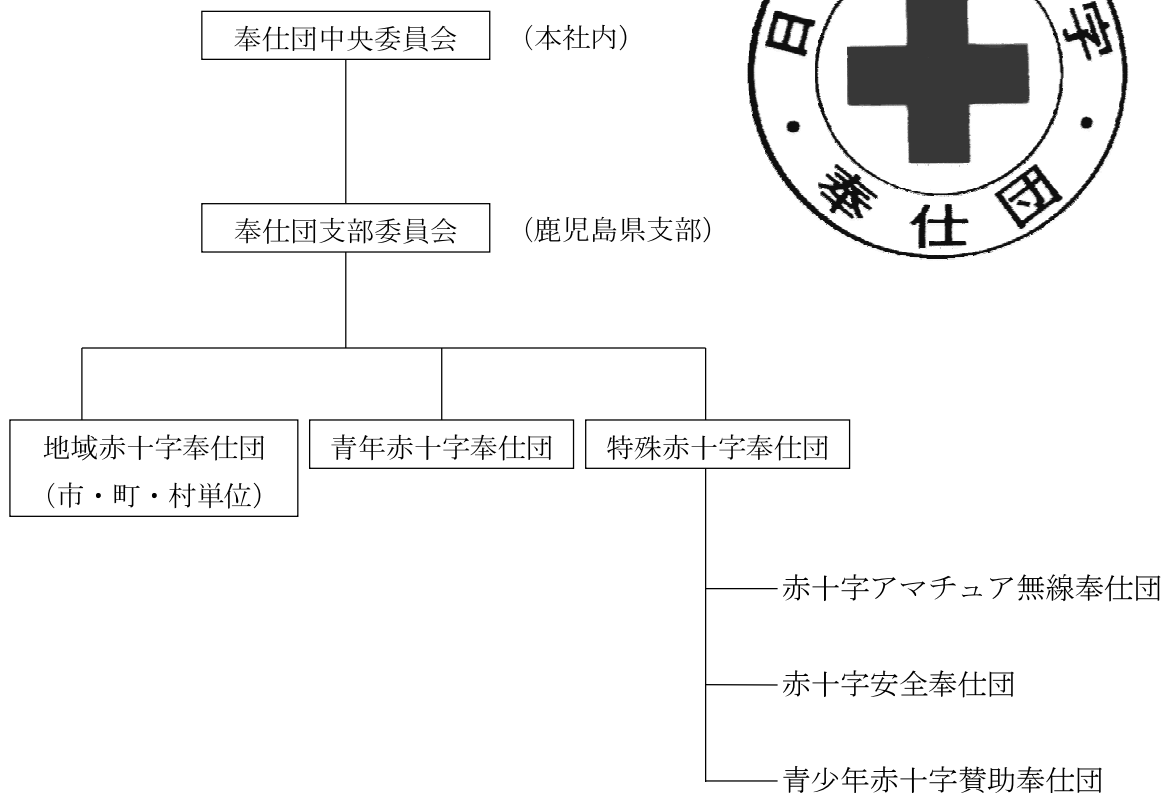 奉仕団中央委員会 （本社内）
日 字
・奉仕団・
奉仕団支部委員会 （鹿児島県支部）
地域赤十字奉仕団
（市・町・村単位）
青年赤十字奉仕団
特殊赤十字奉仕団
赤十字アマチュア無線奉仕団
赤十字安全奉仕団
青少年赤十字賛助奉仕団